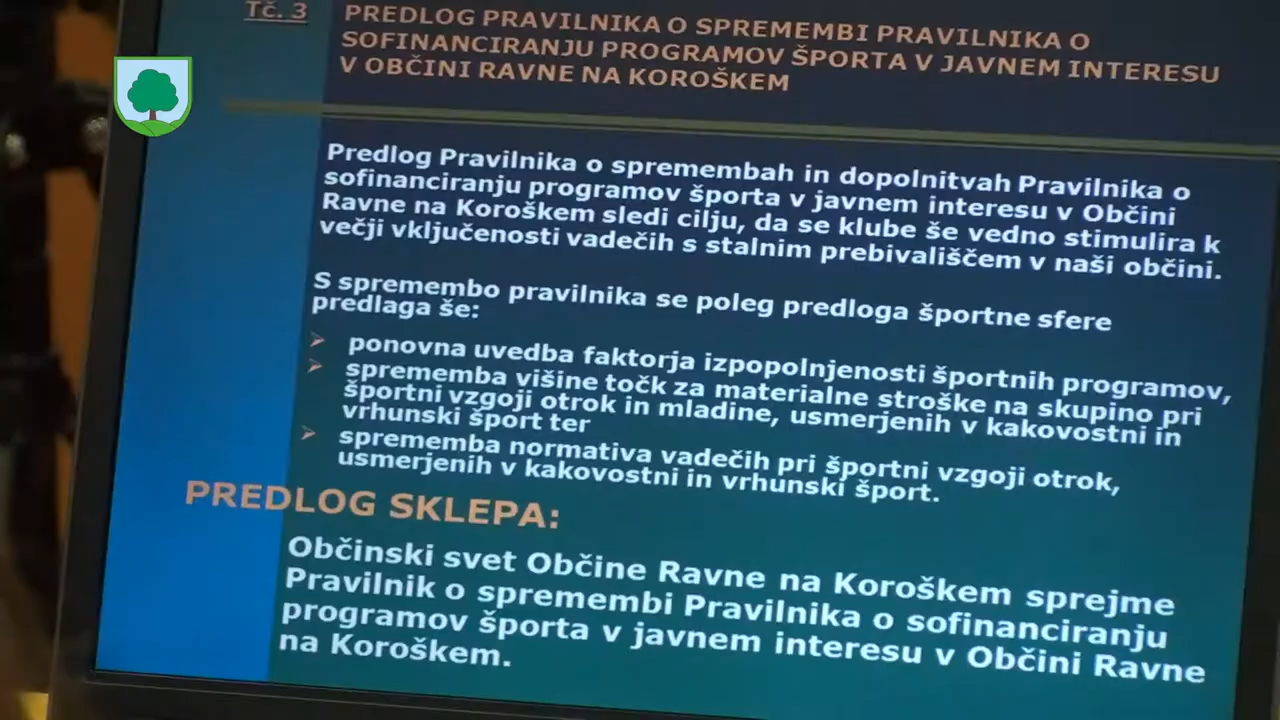 Tč. 3
PREDLOG PRAVILNIKA O SPREMEMBI PRAVILNIKA O
SOFINANCIRANJU PROGRAMOV ŠPORTA V JAVNEM INTERESU
V OBČINI RAVNE NA KOROŠKEM
Predlog Pravilnika o spremembah in dopolnitvah Pravilnika o
sofinanciranju programov športa v javnem interesu v Občini
Ravne na Koroškem sledi cilju, da se klube še vedno stimulira k
večji vključenosti vadečih s stalnim prebivališčem v naši občini.
S spremembo pravilnika se poleg predloga športne sfere
predlaga še:
ponovna uvedba faktorja izpopolnjenosti športnih programov,
sprememba višine točk za materialne stroške na skupino pri
športni vzgoji otrok in mladine, usmerjenih v kakovostni in
vrhunski šport ter
sprememba normativa vadečih pri športni vzgoji otrok,
usmerjenih v kakovostni in vrhunski šport.
PREDLOG SKLEPA:
Občinski svet Občine Ravne na Koroškem sprejme
Pravilnik o spremembi Pravilnika o sofinanciranju
programov športa v javnem interesu v Občini Ravne
na Koroškem.